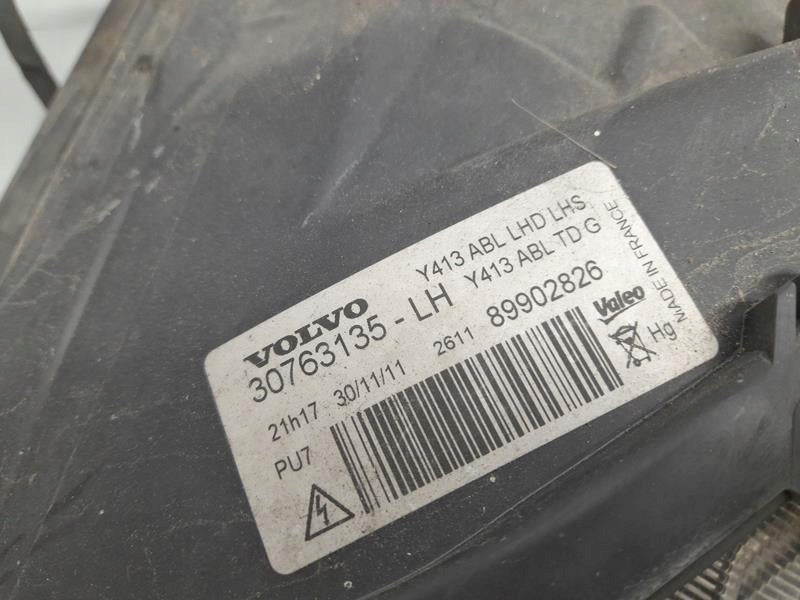 VOLVO
Y413 ABL LHD LHS
30763135 - LH
Y413 ABL TD G
21h17 30/11/11 2611 89902826
PU7
Valeo
Hg
MADE IN FRANCE